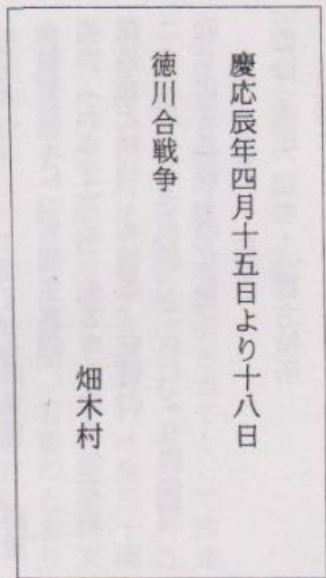 慶応辰年四月十五日より十八日
徳川合戦争
畑木村